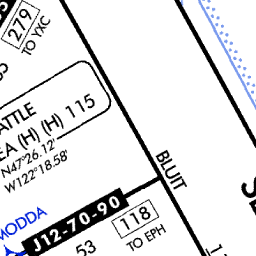 279
TO YXC
ATTLE
EA (H) (H) 115
N47°26.12'
W122°18.58'
BLUIT
MODDA
J12-70-90
118
TO EPH
53